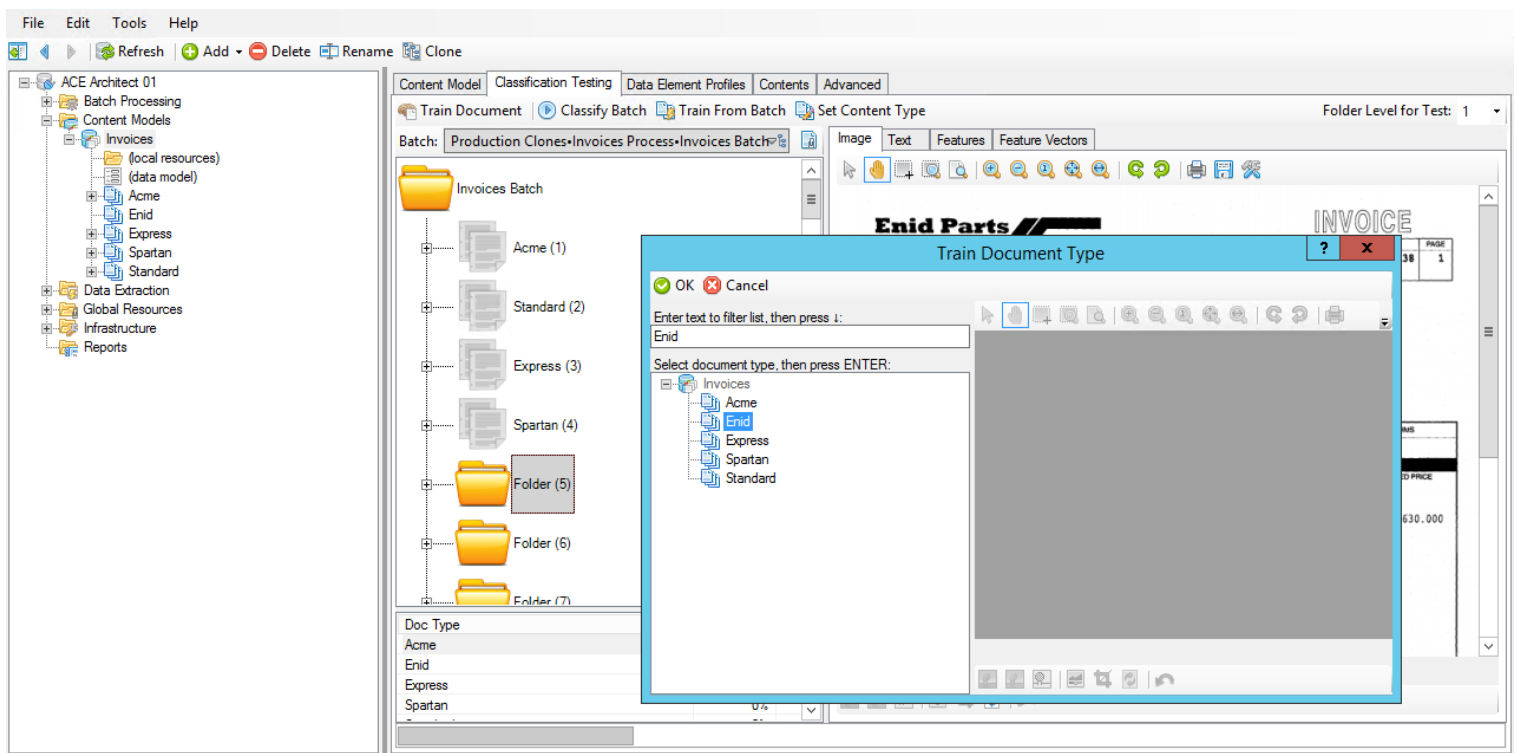 File Edit Tools Help
Refresh Add Delete Rename Clone
ACE Architect 01
Batch Processing
Content Models
Invoices
(local resources)
(data model)
Acme
Enid
Express
Spartan
Standard
Data Extraction
Global Resources
Infrastructure
Reports
Content Model Classification Testing Data Element Profiles Contents Advanced
Train Document Classify Batch Train From Batch Set Content Type Folder Level for Test: 1
Batch: Production Clones•Invoices Process•Invoices Batch
Invoices Batch
Acme (1)
Standard (2)
Express (3)
Spartan (4)
Folder (5)
Folder (6)
Folder (7)
Doc Type
Acme
Enid
Express
Spartan 0%
Image Text Features Feature Vectors
Enid Parts INVOICE
PAGE
38 1
ED PRICE
630.000
Train Document Type ? x
OK Cancel
Enter text to filter list, then press ↓:
Enid
Select document type, then press ENTER:
Invoices
Acme
Enid
Express
Spartan
Standard